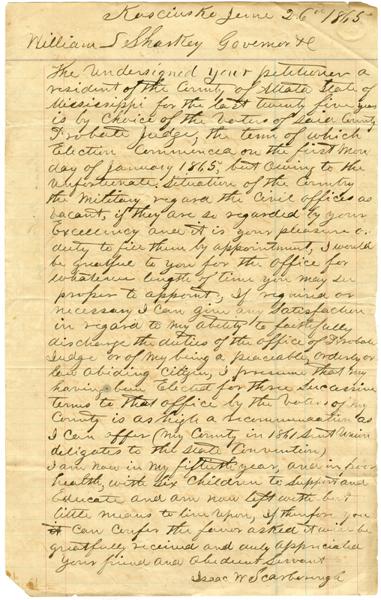 Kosciusko June 26th 1865
William L Sharkey Governor &c
The Undersigned your petitioner a
resident of the County of Attala State of
Mississippi for the last twenty five years
is by Choice of the Voters of said County
Probate Judge, the term of which
Election Commenced on the first Mon
day of January 1865, but Owing to the
Unfortunate Situation of the Country
the Military regard the Civil offices as
vacant, if they are so regarded by your
Excellency and it is your pleasure or
duty to fill them by appointment, I would
be grateful to you for the office for
whatever length of time you may see
proper to appoint, If required or
necessary I can give any Satisfaction
in regard to my Ability to faithfully
discharge the duties of the office of Probate
Judge or of my being a peaceable, orderly or
law abiding Citizen, I presume that my
having been Elected for three Successive
terms to that office by the voters of my
County is as high a recommendation as
I can offer (My County in 1861 Sent Union
deligates to the State Convention)
I am now in my fiftieth year, and in poor
health, with Six Children to Support and
Educate and am now left with but
little means to live upon, If therefore you
can Confer the favor asked it will be
greatfully received and duly appreciated
Your friend and Obedient Servant
Isaac W Scarborough